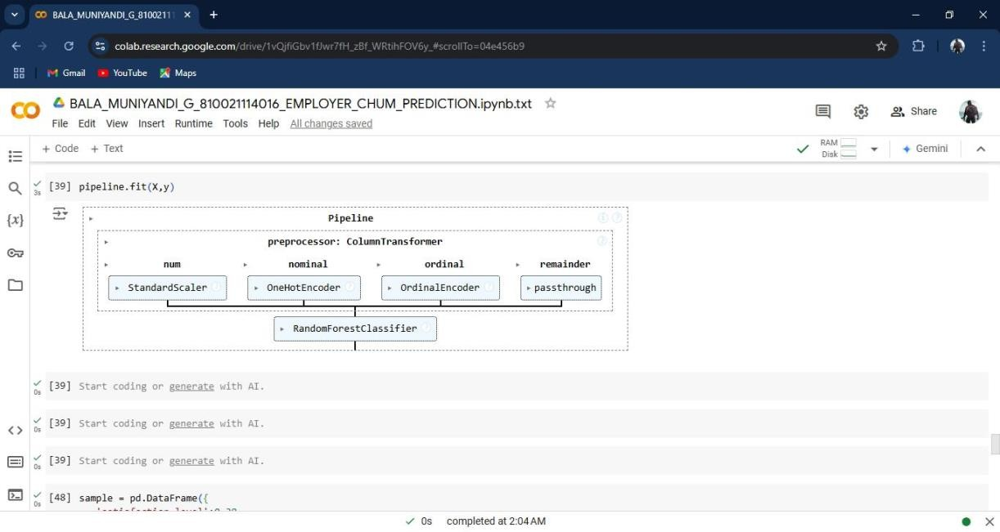 BALA_MUNIYANDI_G_8100211
colab.research.google.com/drive/1vQjfiGbv1fJwr7fH_zBf_WRtihFOV6y_#scrollTo=04e456b9
Gmail YouTube Maps
BALA_MUNIYANDI_G_810021114016_EMPLOYER_CHUM_PREDICTION.ipynb.txt
File Edit View Insert Runtime Tools Help All changes saved
Share
+ Code + Text
RAM
Disk
Gemini
[39] pipeline.fit(X,y)
3s
Pipeline
preprocessor: ColumnTransformer
num nominal ordinal remainder
StandardScaler OneHotEncoder OrdinalEncoder passthrough
RandomForestClassifier
[39] Start coding or generate with AI.
0s
[39] Start coding or generate with AI.
0s
[39] Start coding or generate with AI.
0s
[48] sample = pd.DataFrame({
0s
0s completed at 2:04 AM